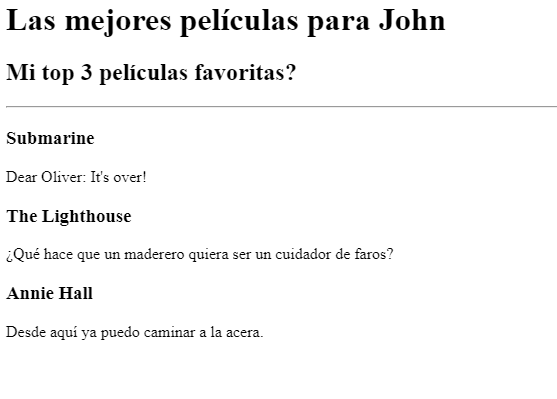 Las mejores películas para John
Mi top 3 películas favoritas?
Submarine
Dear Oliver: It's over!
The Lighthouse
¿Qué hace que un maderero quiera ser un cuidador de faros?
Annie Hall
Desde aquí ya puedo caminar a la acera.